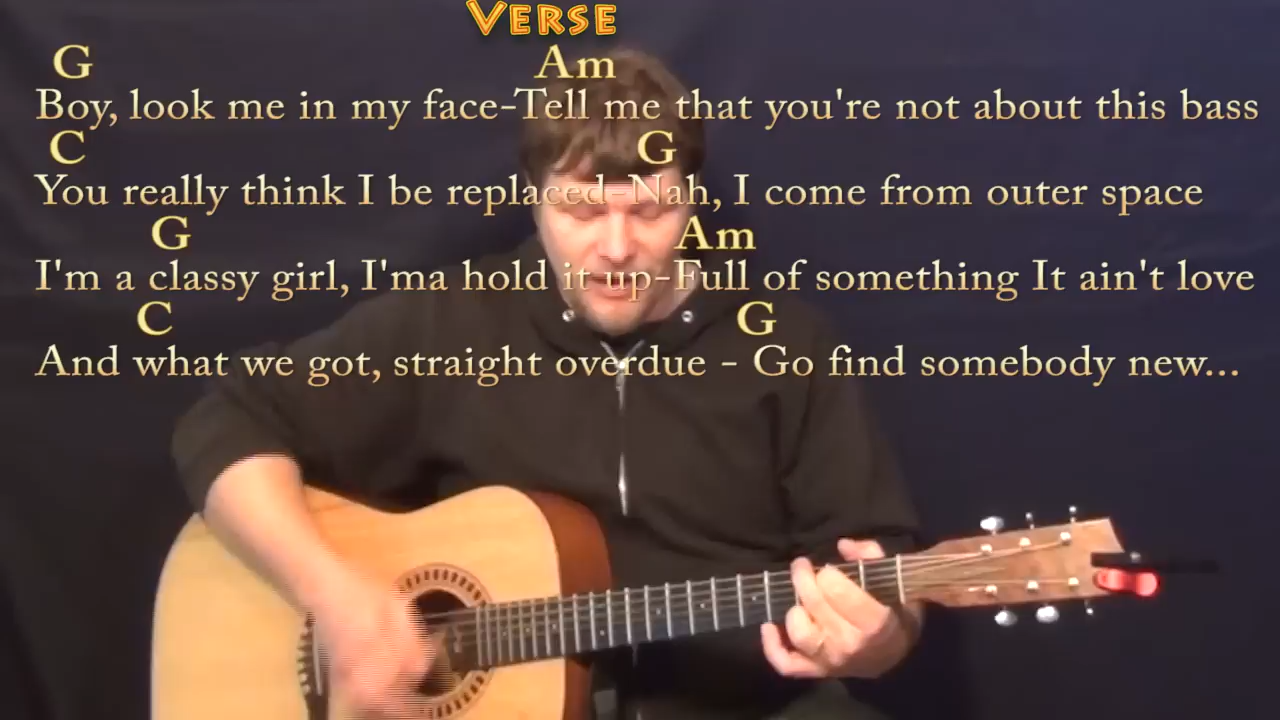 VERSE
G Am
Boy, look me in my face-Tell me that you're not about this bass
C G
You really think I be replaced-Nah, I come from outer space
G Am
I'm a classy girl, I'ma hold it up-Full of something It ain't love
C G
And what we got, straight overdue - Go find somebody new...